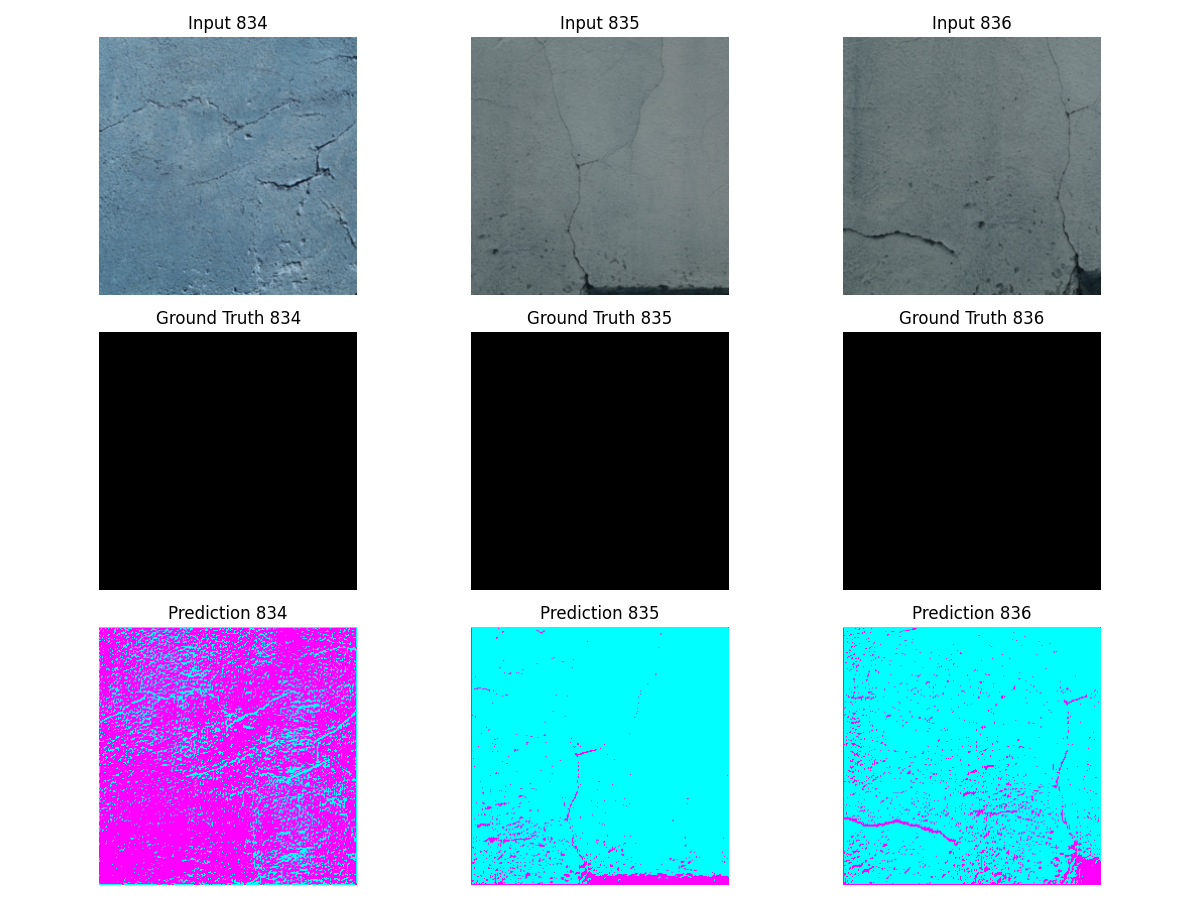 Input 834
Input 835
Input 836
Ground Truth 834
Ground Truth 835
Ground Truth 836
Prediction 834
Prediction 835
Prediction 836